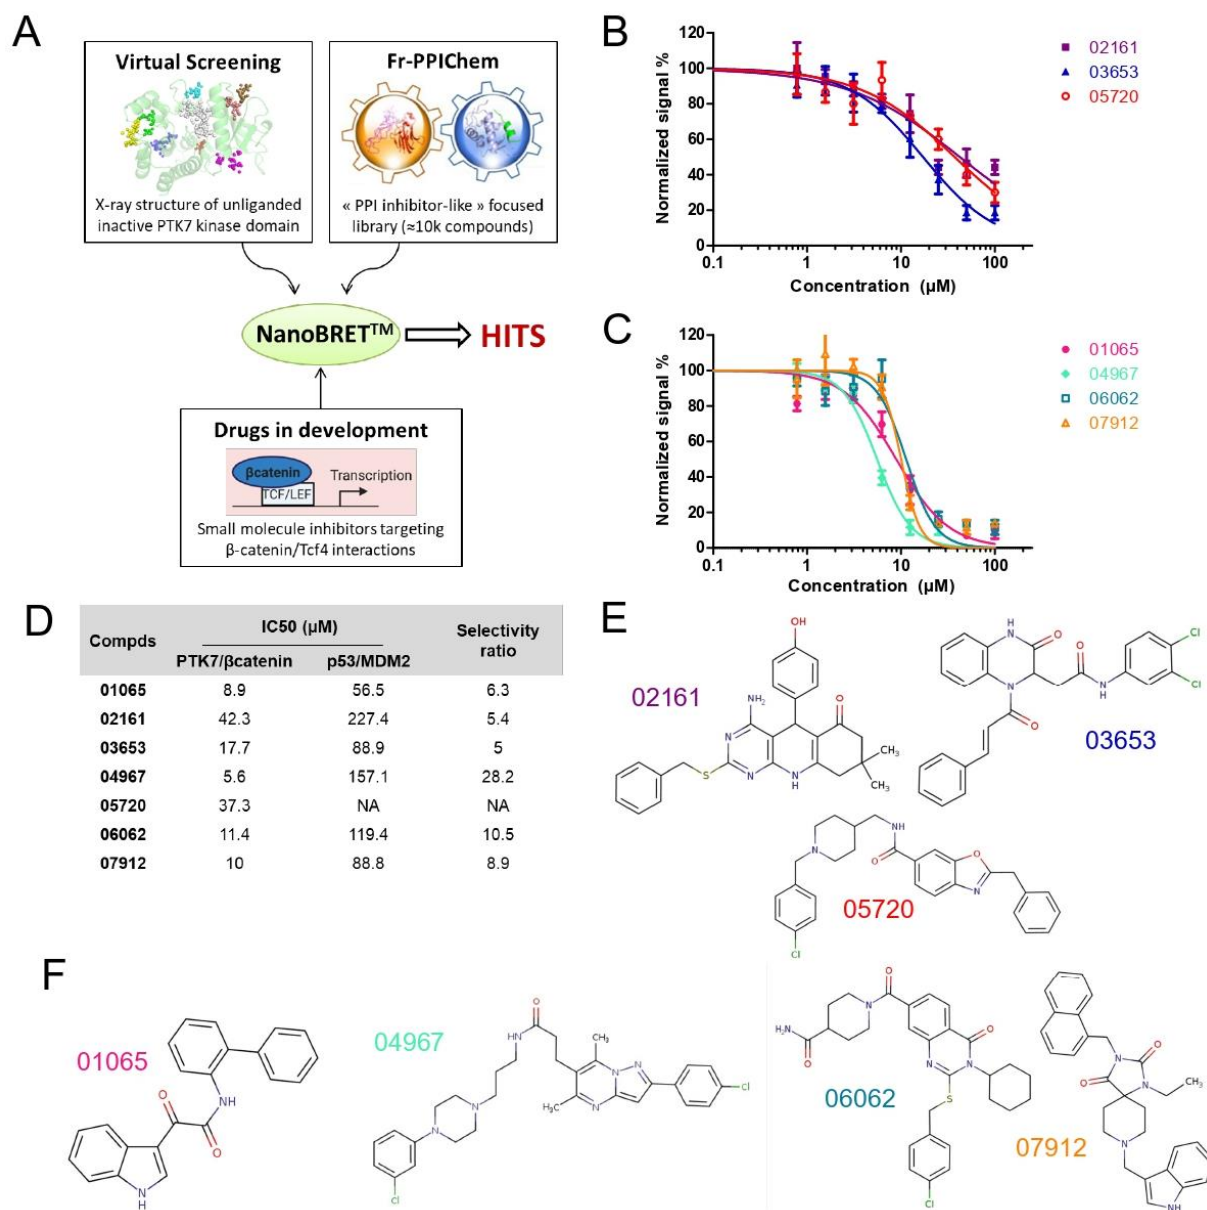 A
Virtual Screening
X-ray structure of unliganded
inactive PTK7 kinase domain
Fr-PPIChem
« PPI inhibitor-like » focused
library (≈10k compounds)
NanoBRET™
HITS
Drugs in development
βcatenin
TCF/LEF
Transcription
Small molecule inhibitors targeting
β-catenin/Tcf4 interactions
B
Normalized signal %
120
100
80
60
40
20
0
0.1 1 10 100
Concentration (µM)
02161
03653
05720
C
Normalized signal %
120
100
80
60
40
20
0
0.1 1 10 100
Concentration (µM)
01065
04967
06062
07912
D
Compds IC50 (µM) Selectivity ratio
PTK7/βcatenin p53/MDM2
01065 8.9 56.5 6.3
02161 42.3 227.4 5.4
03653 17.7 88.9 5
04967 5.6 157.1 28.2
05720 37.3 NA NA
06062 11.4 119.4 10.5
07912 10 88.8 8.9
E
OH
NH₂
O
N
CH₃
CH₃
S
N
N
H
02161
H
N
O
O
N
H
N
O
Cl
Cl
03653
NH
N
O
O
N
Cl
05720
F
01065
O
NH
O
N
H
04967
O
NH
CH₃
N
N
N
H₃C
N
N
Cl
Cl
O
N
O
H₂N
O
N
N
S
Cl
06062
O
N
O
N
CH₃
N
N
H
07912